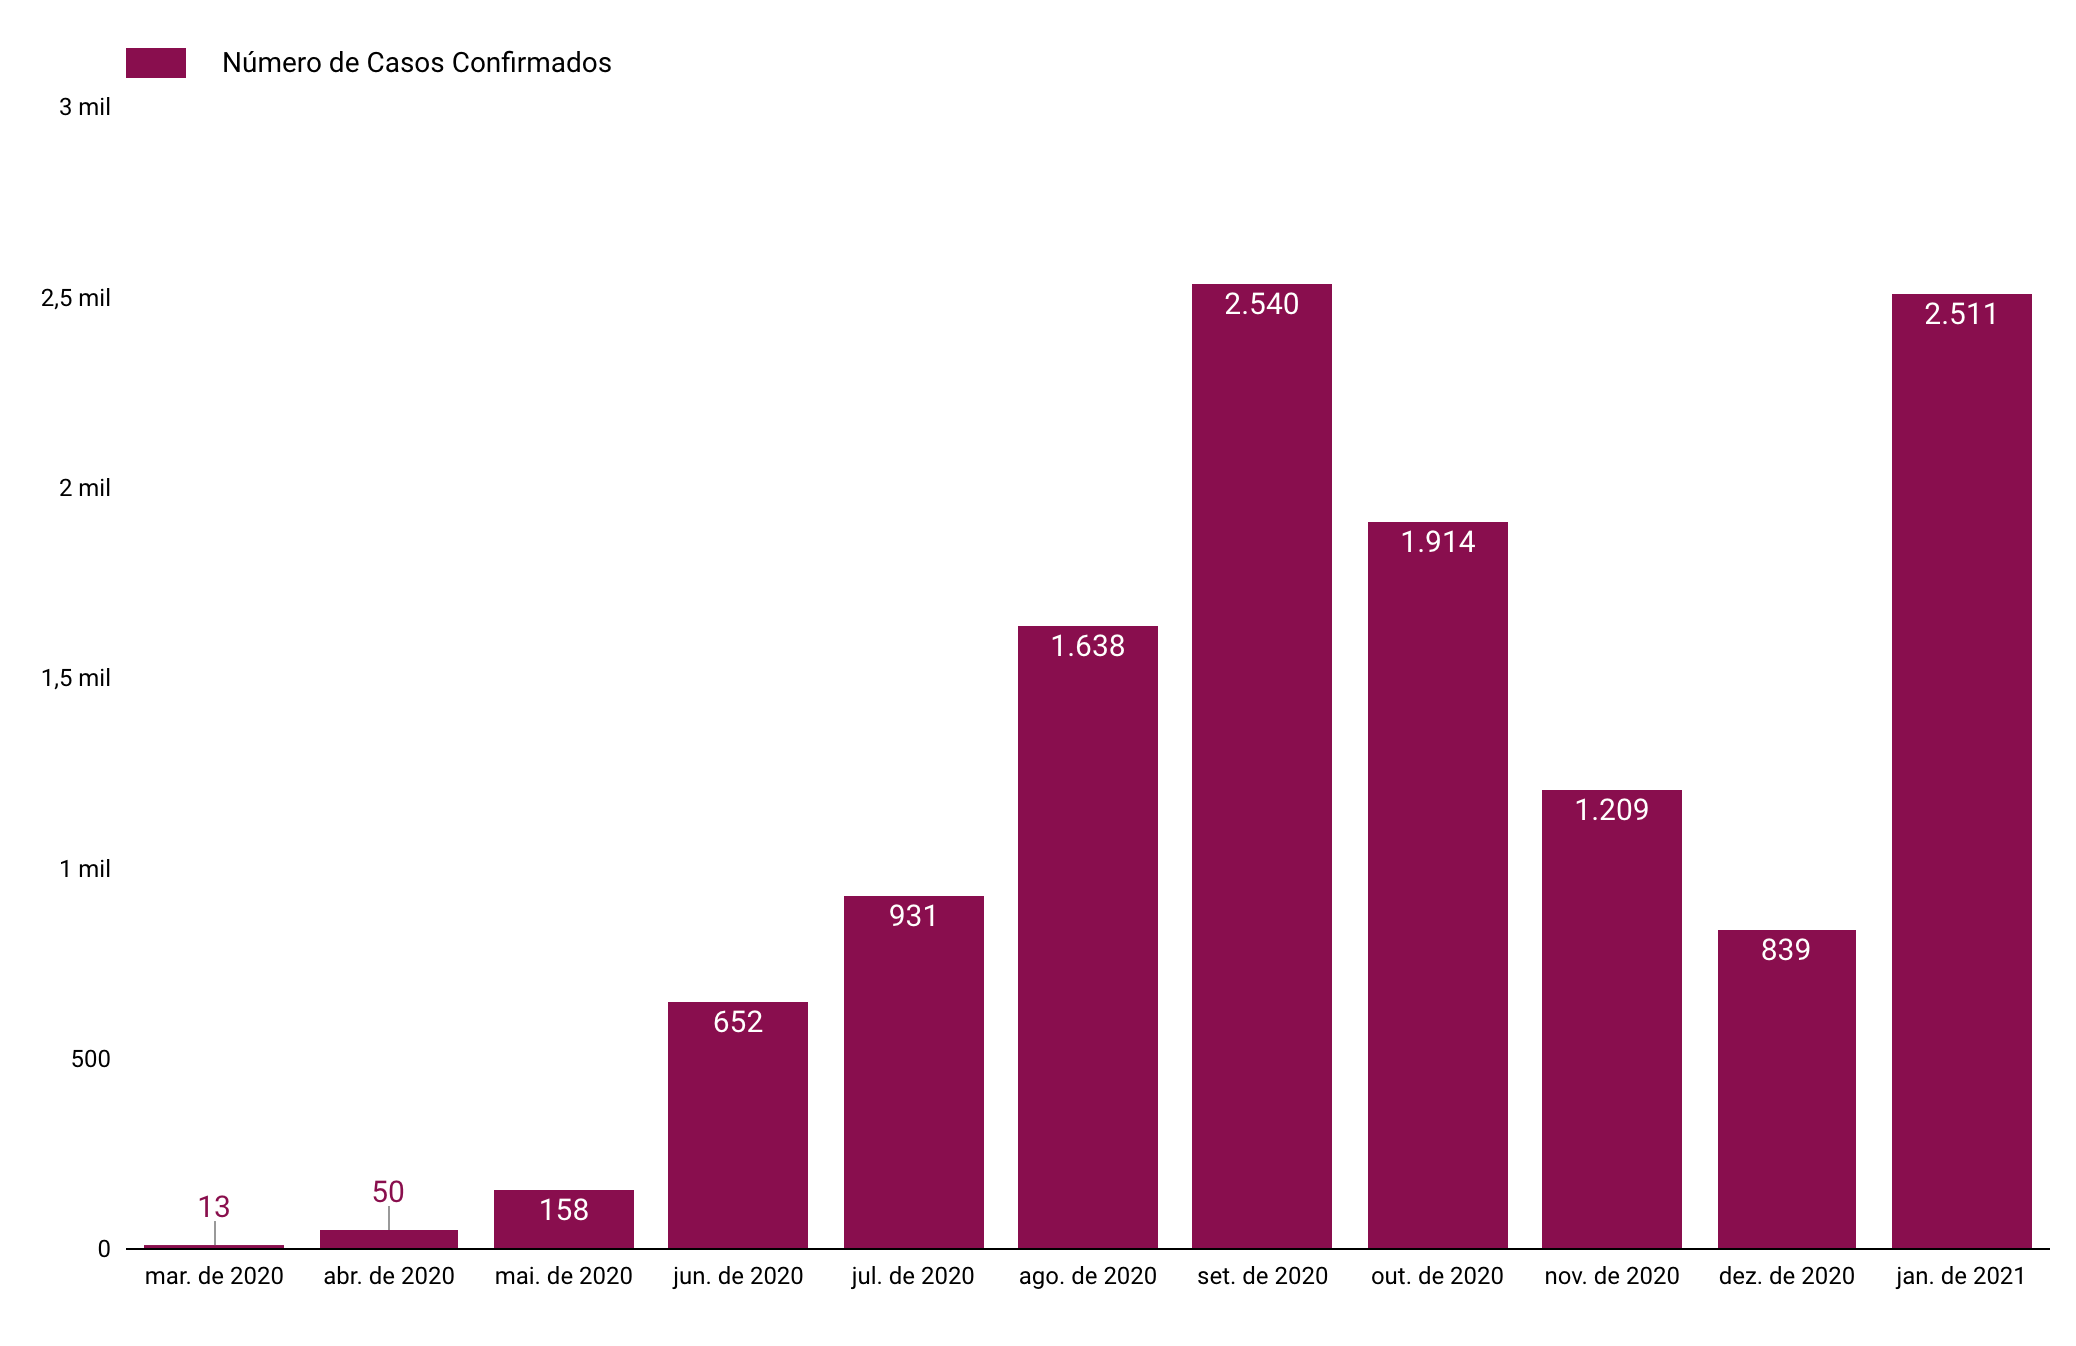 Número de Casos Confirmados
3 mil
2,5 mil
2 mil
1,5 mil
1 mil
500
0
13
50
158
652
931
1.638
2.540
1.914
1.209
839
2.511
mar. de 2020
abr. de 2020
mai. de 2020
jun. de 2020
jul. de 2020
ago. de 2020
set. de 2020
out. de 2020
nov. de 2020
dez. de 2020
jan. de 2021